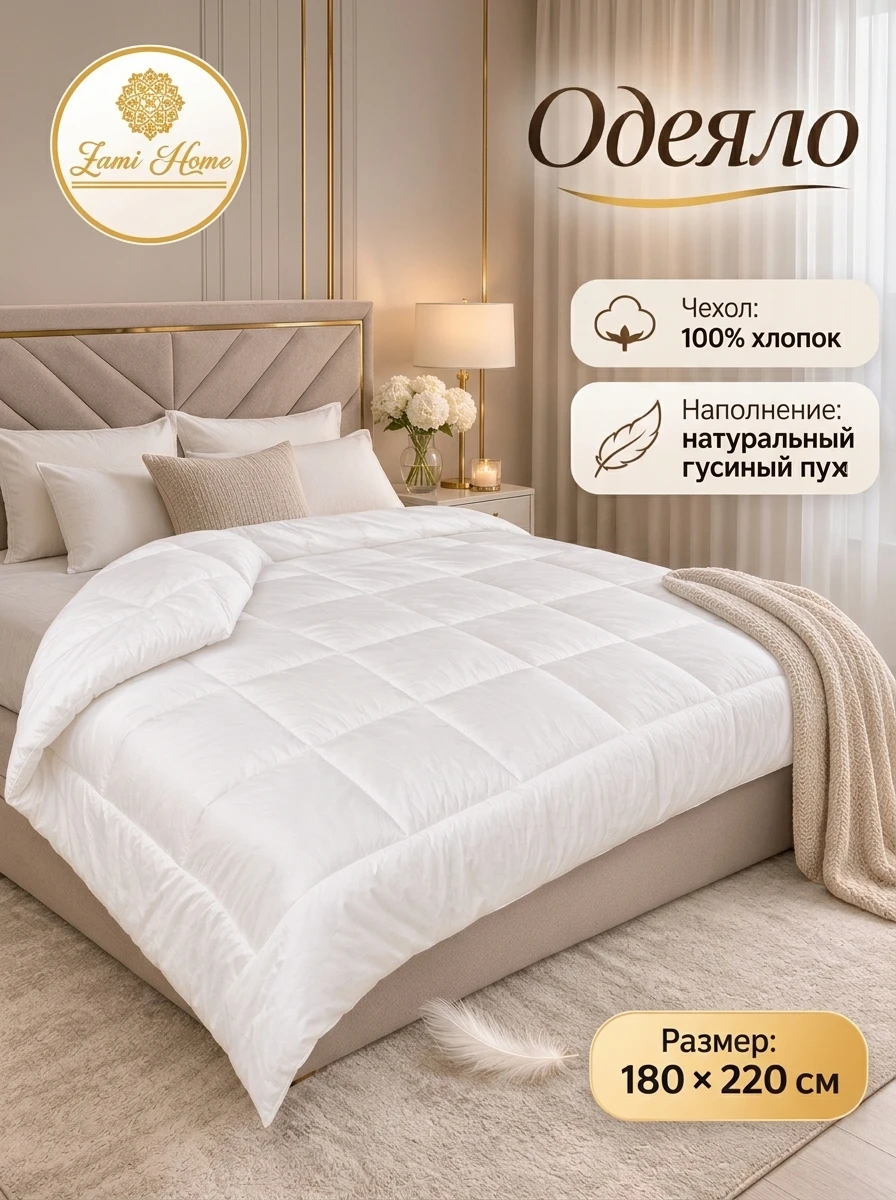 Zami Home
Одеяло
Чехол:
100% хлопок
Наполнение:
натуральный
гусиный пух
Размер:
180 × 220 см